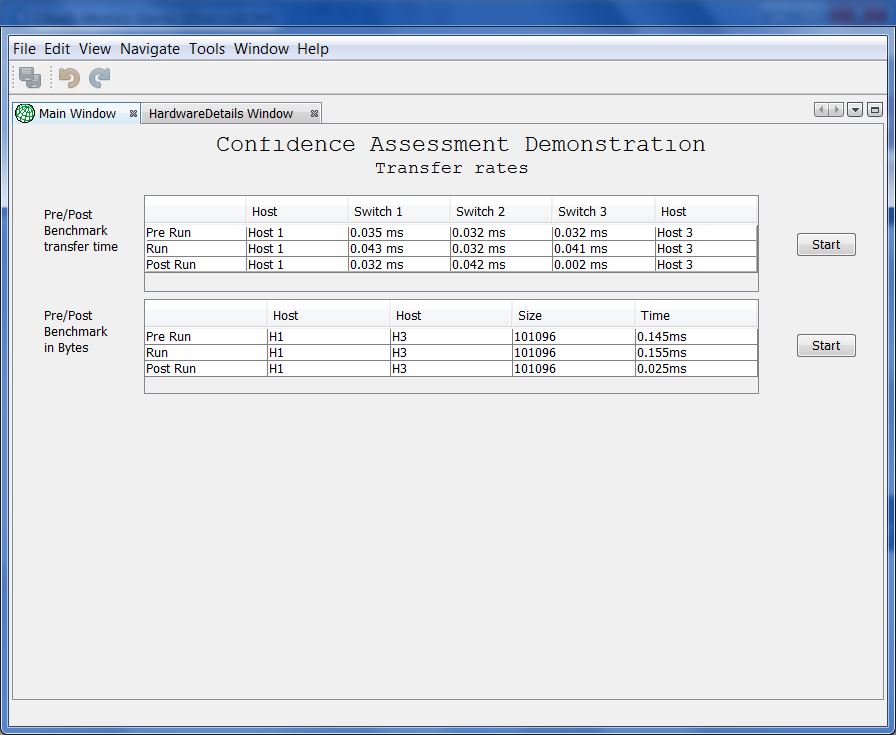 File Edit View Navigate Tools Window Help
Main Window HardwareDetails Window
Confidence Assessment Demonstration
Transfer rates
Pre/Post
Benchmark
transfer time
Host Switch 1 Switch 2 Switch 3 Host
Pre Run Host 1 0.035 ms 0.032 ms 0.032 ms Host 3
Run Host 1 0.043 ms 0.032 ms 0.041 ms Host 3
Post Run Host 1 0.032 ms 0.042 ms 0.002 ms Host 3
Start
Pre/Post
Benchmark
in Bytes
Host Host Size Time
Pre Run H1 H3 101096 0.145ms
Run H1 H3 101096 0.155ms
Post Run H1 H3 101096 0.025ms
Start